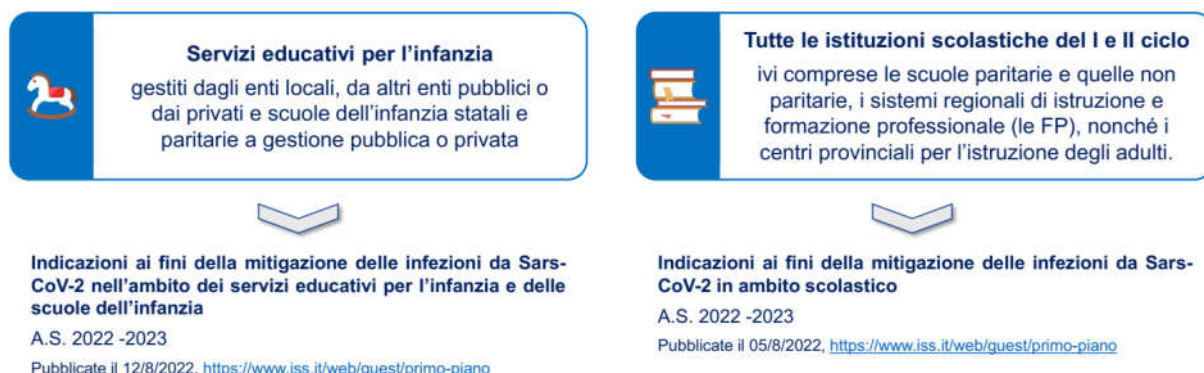 Servizi educativi per l'infanzia
gestiti dagli enti locali, da altri enti pubblici o
dai privati e scuole dell'infanzia statali e
paritarie a gestione pubblica o privata
Indicazioni ai fini della mitigazione delle infezioni da Sars-
CoV-2 nell'ambito dei servizi educativi per l'infanzia e delle
scuole dell'infanzia
A.S. 2022 -2023
Pubblicate il 12/8/2022, https://www.iss.it/web/guest/primo-piano
Tutte le istituzioni scolastiche del I e II ciclo
ivi comprese le scuole paritarie e quelle non
paritarie, i sistemi regionali di istruzione e
formazione professionale (le FP), nonché i
centri provinciali per l'istruzione degli adulti.
Indicazioni ai fini della mitigazione delle infezioni da Sars-
CoV-2 in ambito scolastico
A.S. 2022 -2023
Pubblicate il 05/8/2022, https://www.iss.it/web/guest/primo-piano